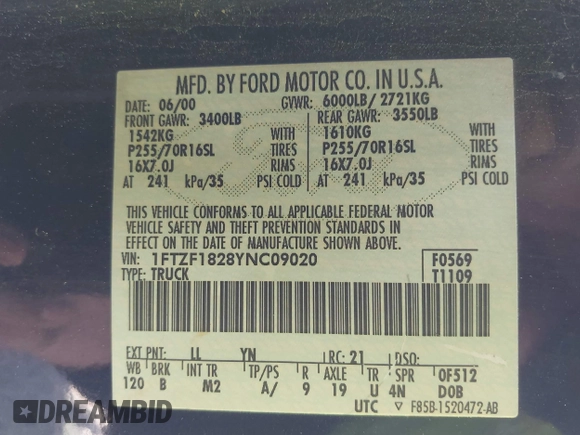 MFD. BY FORD MOTOR CO. IN U.S.A.
DATE: 06/00 GVWR: 6000LB/ 2721KG
FRONT GAWR: 3400LB REAR GAWR: 3550LB
1542KG WITH 1610KG WITH
P255/70R16SL TIRES P255/70R16SL TIRES
16X7.0J RIMS 16X7.0J RIMS
AT 241 kPa/35 PSI COLD AT 241 kPa/35 PSI COLD
THIS VEHICLE CONFORMS TO ALL APPLICABLE FEDERAL MOTOR
VEHICLE SAFETY AND THEFT PREVENTION STANDARDS IN
EFFECT ON THE DATE OF MANUFACTURE SHOWN ABOVE.
VIN: 1FTZF1828YNC09020 F0569
TYPE: TRUCK T1109
EXT PNT: LL YN RC: 21 DSO:
WB BRK INT TR TP/PS R AXLE TR SPR 0F512
120 B M2 A/ 9 19 U 4N DOB
UTC ▽ F85B-1520472-AB
DREAMBID